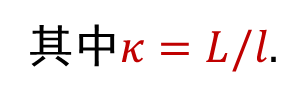 其中κ = L/l.